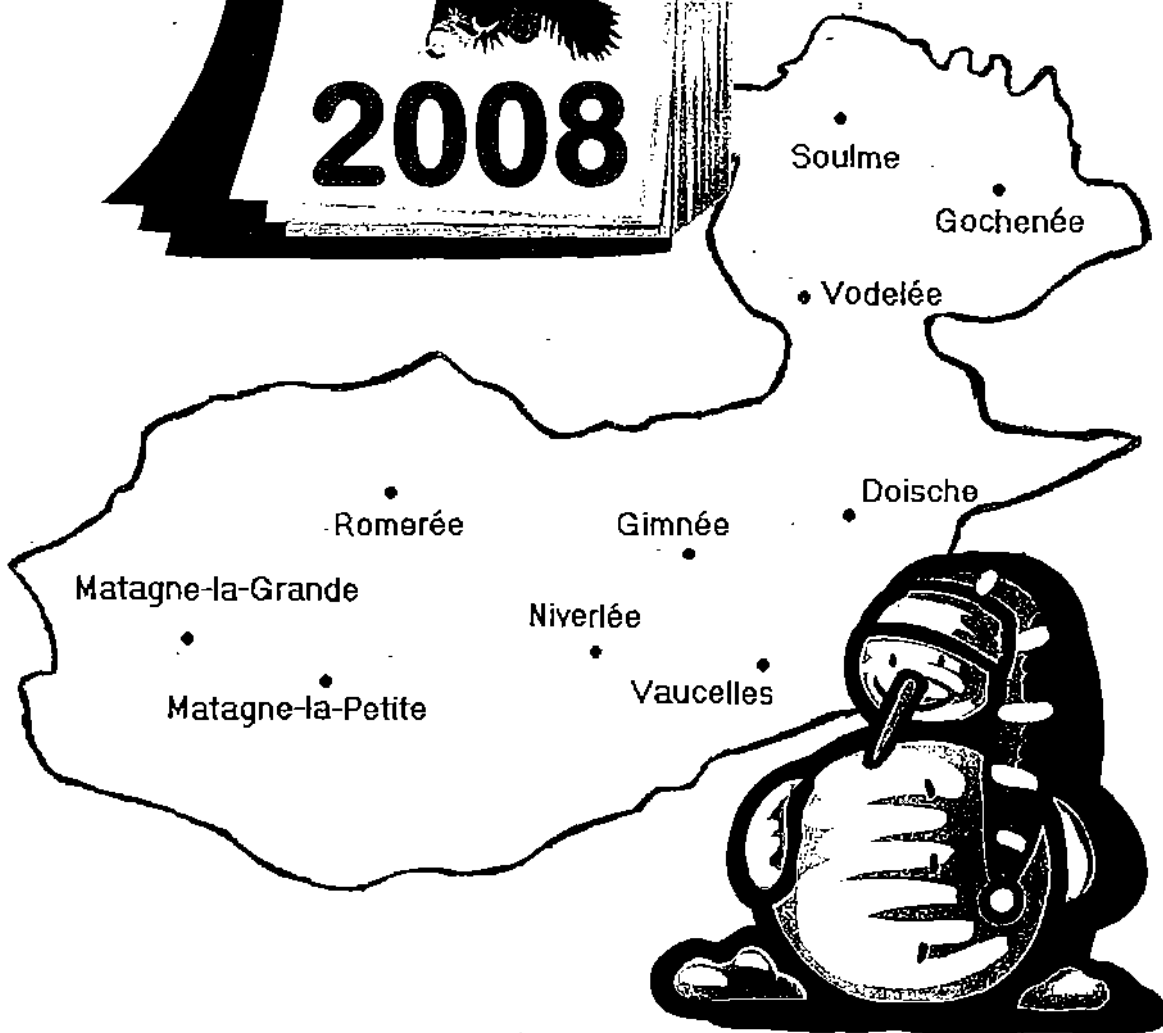 2008
Soulme
Gochenée
Vodelée
Doische
Romerée
Gimnée
Matagne-la-Grande
Niverlée
Vaucelles
Matagne-la-Petite